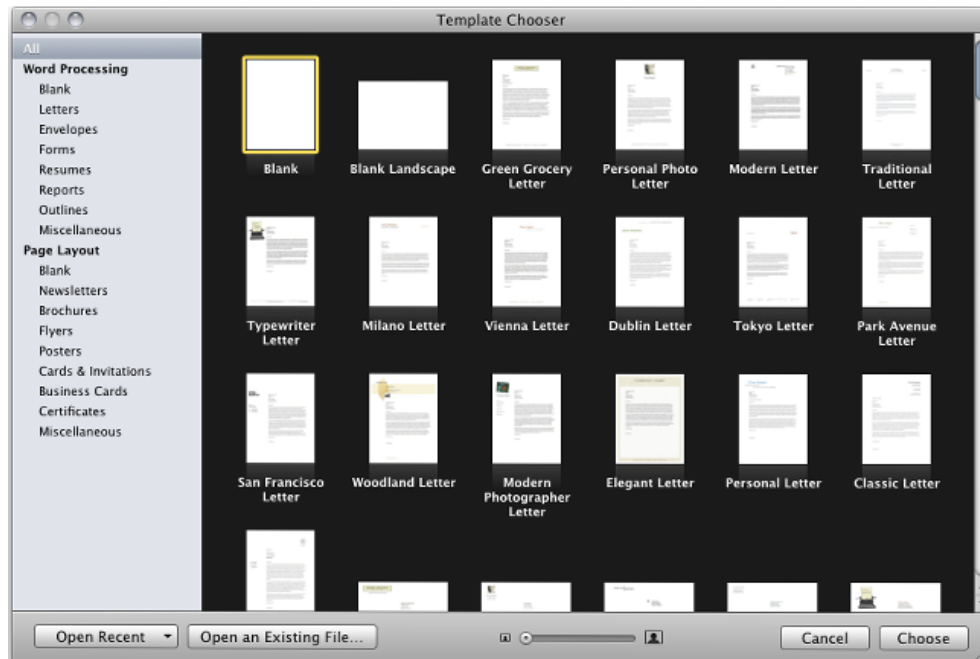 Template Chooser
All
Word Processing
Blank
Letters
Envelopes
Forms
Resumes
Reports
Outlines
Miscellaneous
Page Layout
Blank
Newsletters
Brochures
Flyers
Posters
Cards & Invitations
Business Cards
Certificates
Miscellaneous
Blank
Blank Landscape
Green Grocery
Letter
Personal Photo
Letter
Modern Letter
Traditional
Letter
Typewriter
Letter
Milano Letter
Vienna Letter
Dublin Letter
Tokyo Letter
Park Avenue
Letter
San Francisco
Letter
Woodland Letter
Modern
Photographer
Letter
Elegant Letter
Personal Letter
Classic Letter
Open Recent
Open an Existing File...
Cancel
Choose